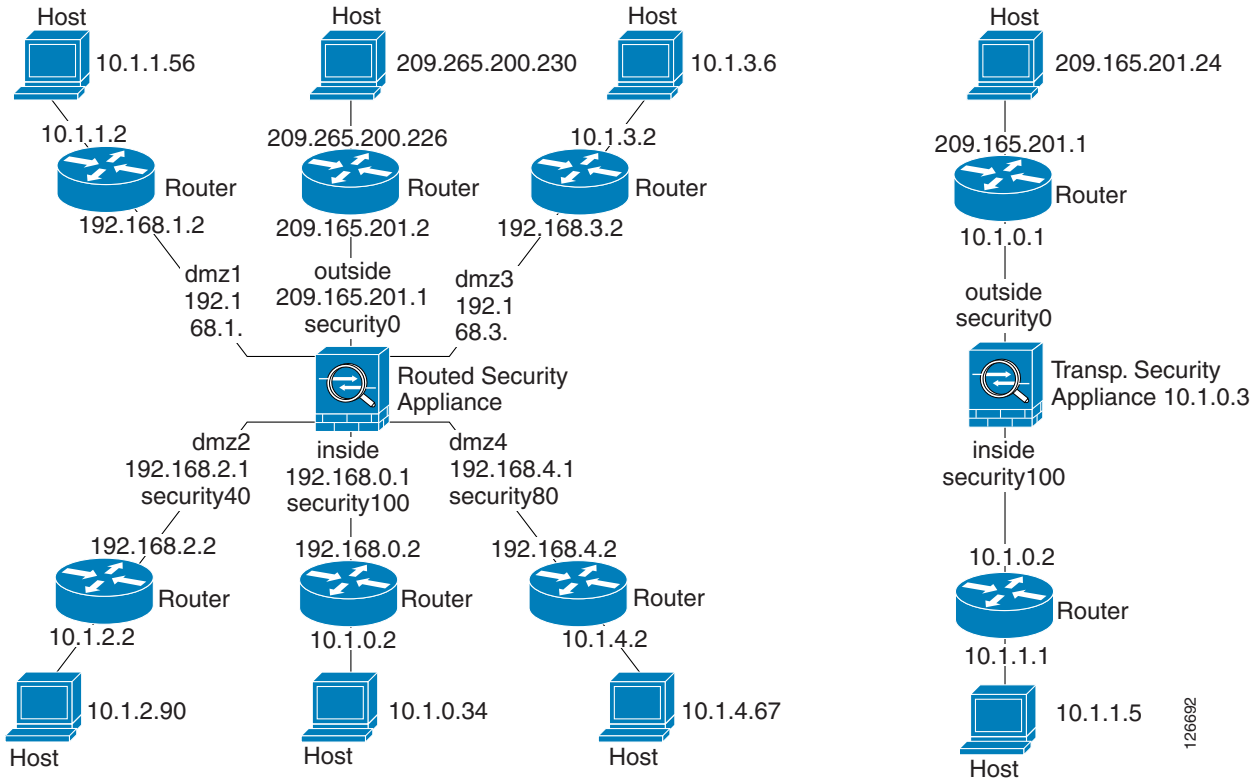 Host
10.1.1.56
10.1.1.2
Router
192.168.1.2
dmz1
192.1
68.1.
Host
209.265.200.230
209.265.200.226
Router
209.165.201.2
outside
209.165.201.1
security0
Host
10.1.3.6
10.1.3.2
Router
192.168.3.2
dmz3
192.1
68.3.
Routed Security
Appliance
dmz2
192.168.2.1
security40
192.168.2.2
Router
10.1.2.2
10.1.2.90
Host
inside
192.168.0.1
security100
192.168.0.2
Router
10.1.0.2
10.1.0.34
Host
dmz4
192.168.4.1
security80
192.168.4.2
Router
10.1.4.2
10.1.4.67
Host
Host
209.165.201.24
209.165.201.1
Router
10.1.0.1
outside
security0
Transp. Security
Appliance 10.1.0.3
inside
security100
10.1.0.2
Router
10.1.1.1
10.1.1.5
Host
126692